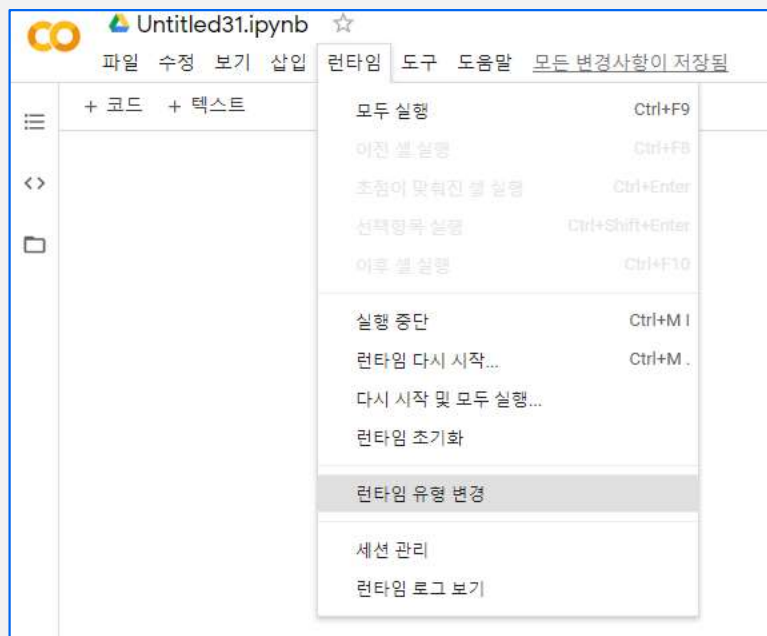 Untitled31.ipynb
파일 수정 보기 삽입 런타임 도구 도움말 모든 변경사항이 저장됨
+ 코드 + 텍스트
모두 실행 Ctrl+F9
이전 셀 실행 Ctrl+F8
초점이 맞춰진 셀 실행 Ctrl+Enter
선택항목 실행 Ctrl+Shift+Enter
이후 셀 실행 Ctrl+F10
실행 중단 Ctrl+M I
런타임 다시 시작... Ctrl+M .
다시 시작 및 모두 실행...
런타임 초기화
런타임 유형 변경
세션 관리
런타임 로그 보기